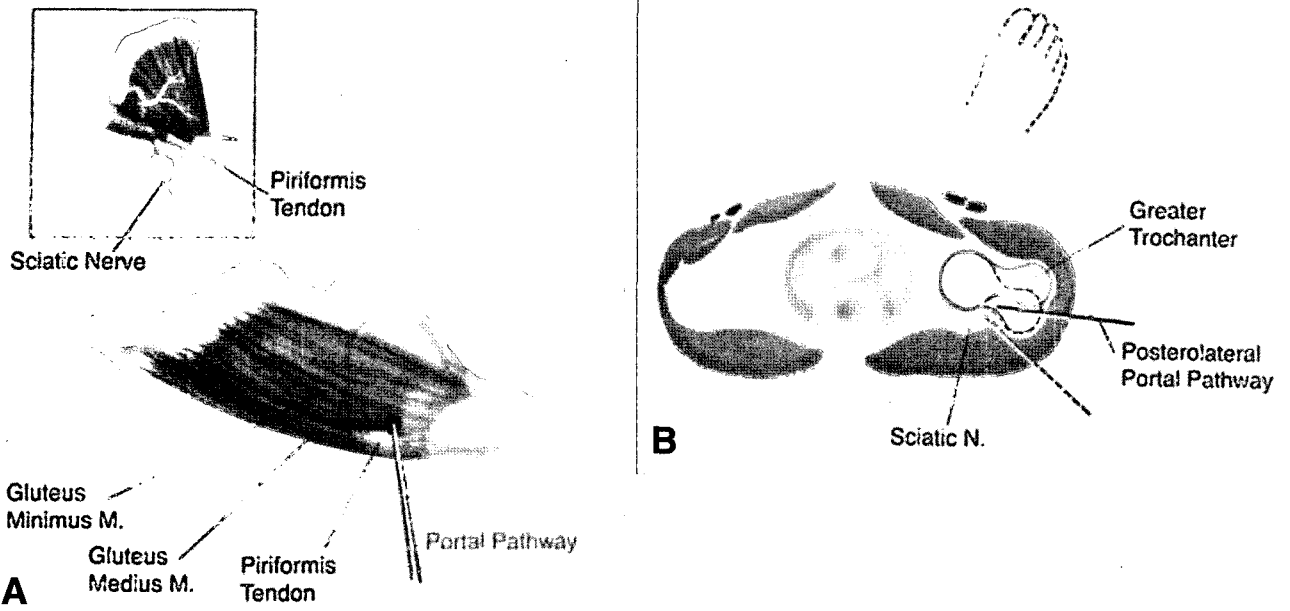 Piriformis
Tendon
Sciatic Nerve
Gluteus
Minimus M.
Gluteus
Medius M.
Piriformis
Tendon
Portal Pathway
A
Greater
Trochanter
Posterolateral
Portal Pathway
Sciatic N.
B